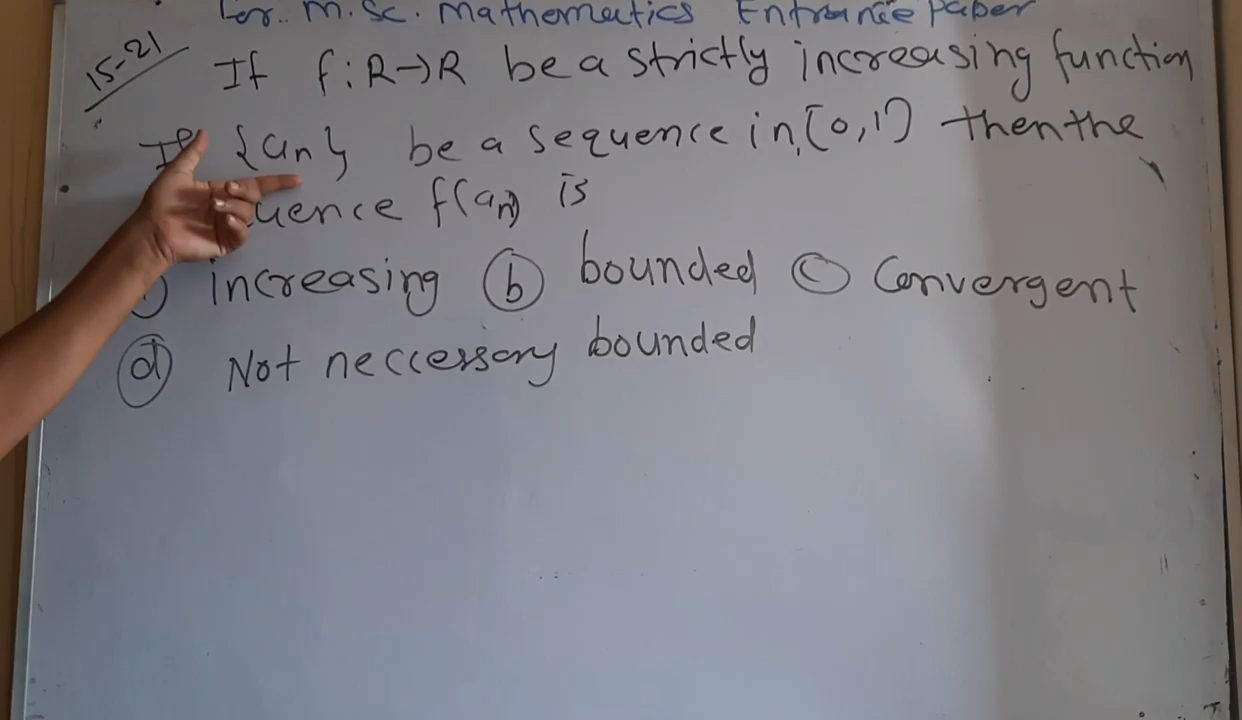 For. M.Sc. Mathematics Entrance Paper
15-21
If f:R→R be a strictly increasing function
If {an} be a sequence in [0,1] then the
uence f(an) is
) increasing (b) bounded (c) Convergent
(d) Not neccessory bounded